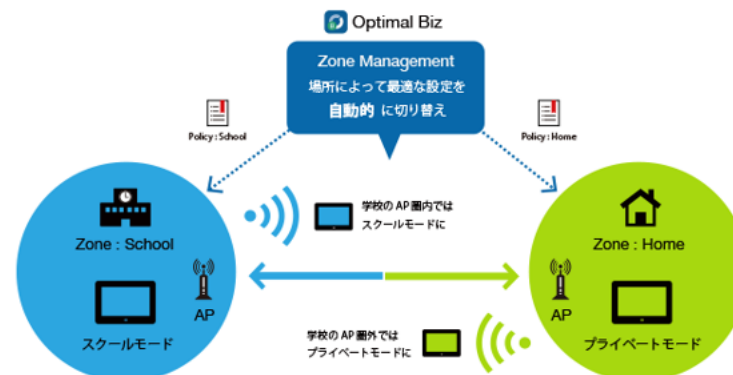 Optimal Biz
Zone Management
場所によって最適な設定を
自動的 に切り替え
Policy : School
Policy : Home
学校の AP 圏内では
スクールモードに
Zone : School
Zone : Home
AP
AP
スクールモード
プライベートモード
学校の AP 圏外では
プライベートモードに